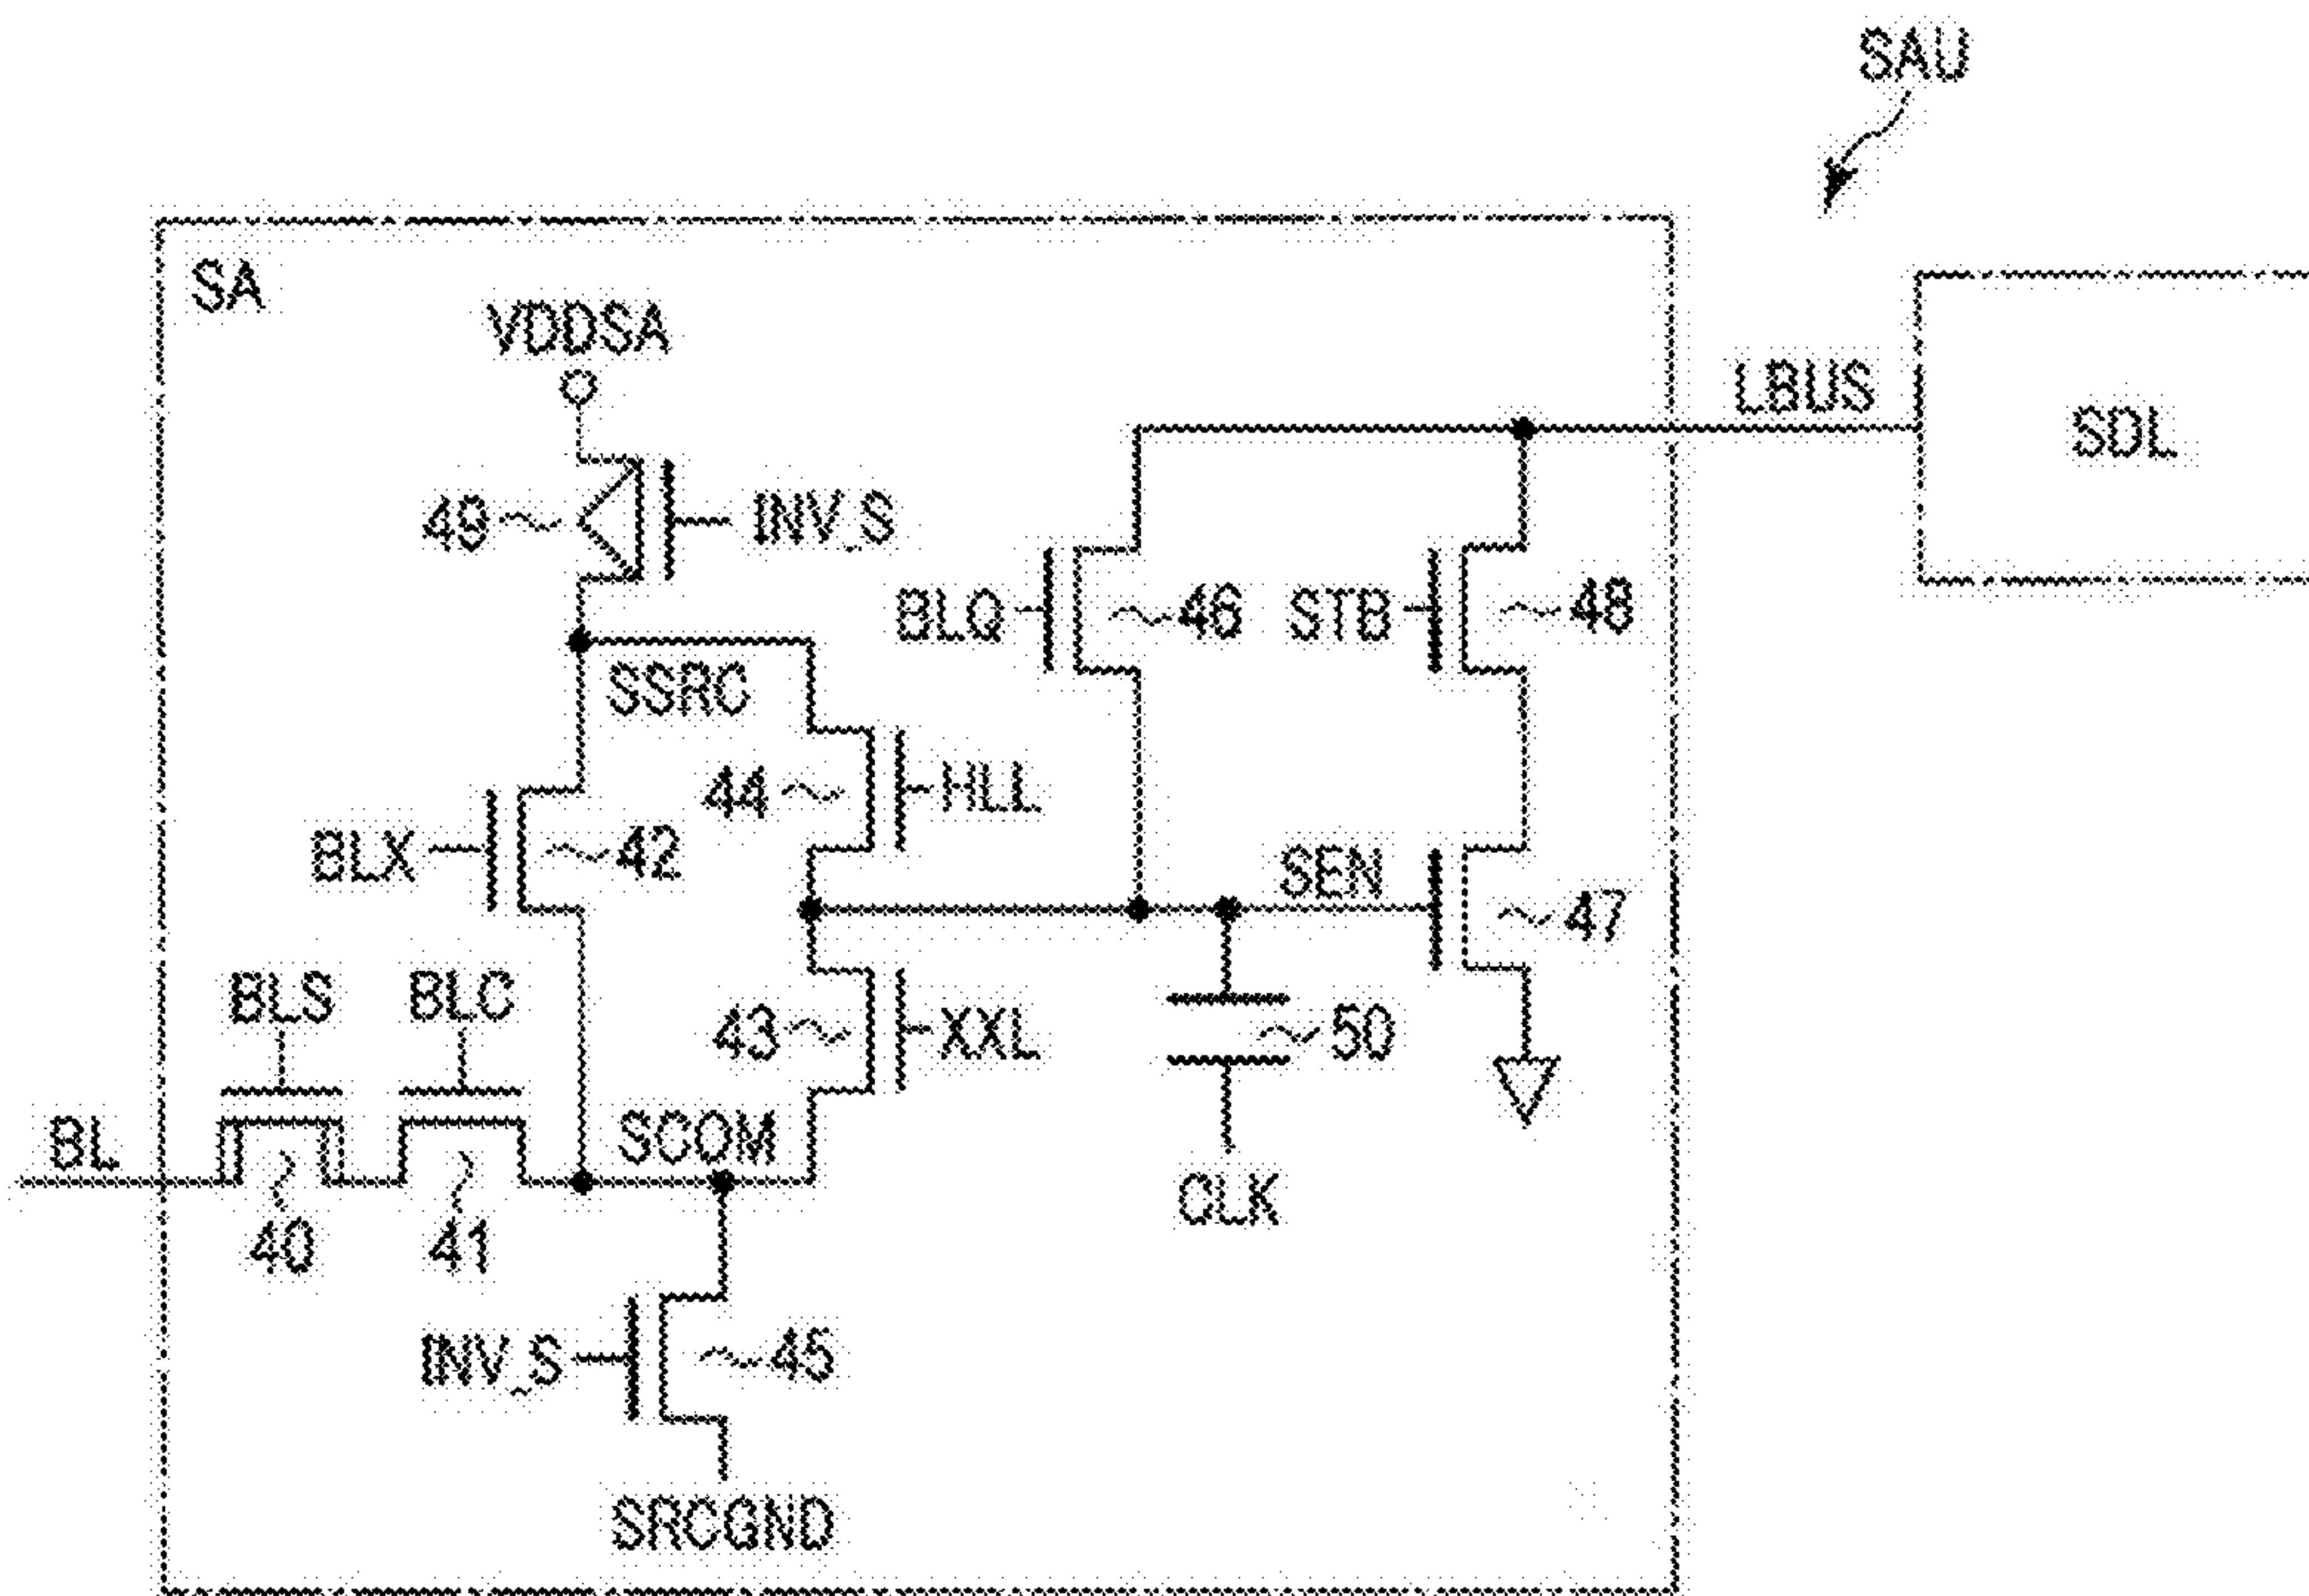 SAU
SA
VDDSA
LBUS
SDL
49
INV_S
BLQ
46
STB
48
SSRC
44
HLL
BLX
42
SEN
47
BLS
BLC
43
XXL
50
BL
SCOM
CLK
40
41
INV_S
45
SRCGND